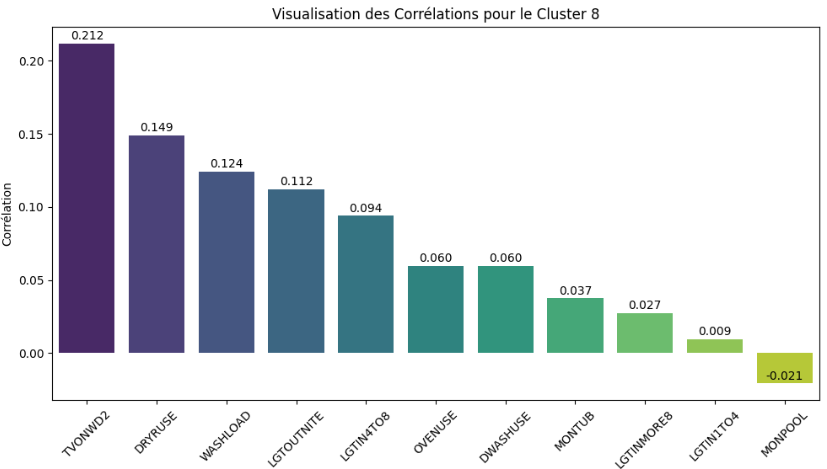 Visualisation des Corrélations pour le Cluster 8
Corrélation
0.20
0.15
0.10
0.05
0.00
0.212
0.149
0.124
0.112
0.094
0.060
0.060
0.037
0.027
0.009
-0.021
TVONWD2
DRYRUSE
WASHLOAD
LGTOUTNITE
LGTIN4TO8
OVENUSE
DWASHUSE
MONTUB
LGTINMORE8
LGTIN1TO4
MONPOOL